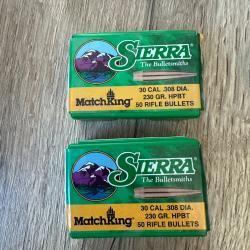 SIERRA
The Bulletsmiths
30 CAL .308 DIA.
230 GR. HPBT
MatchKing
50 RIFLE BULLETS
SIERRA
The Bulletsmiths
30 CAL .308 DIA.
230 GR. HPBT
MatchKing
50 RIFLE BULLETS